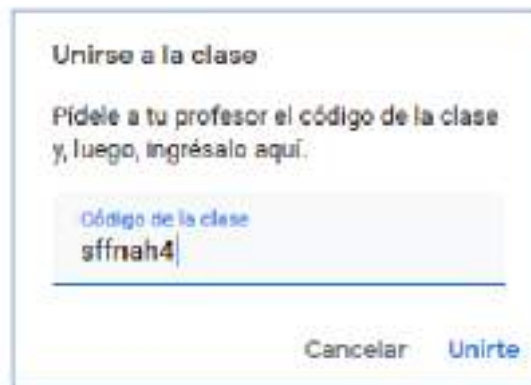 Unirse a la clase
Pídele a tu profesor el código de la clase
y, luego, ingrésalo aquí.
Código de la clase
sffnah4
Cancelar Unirte